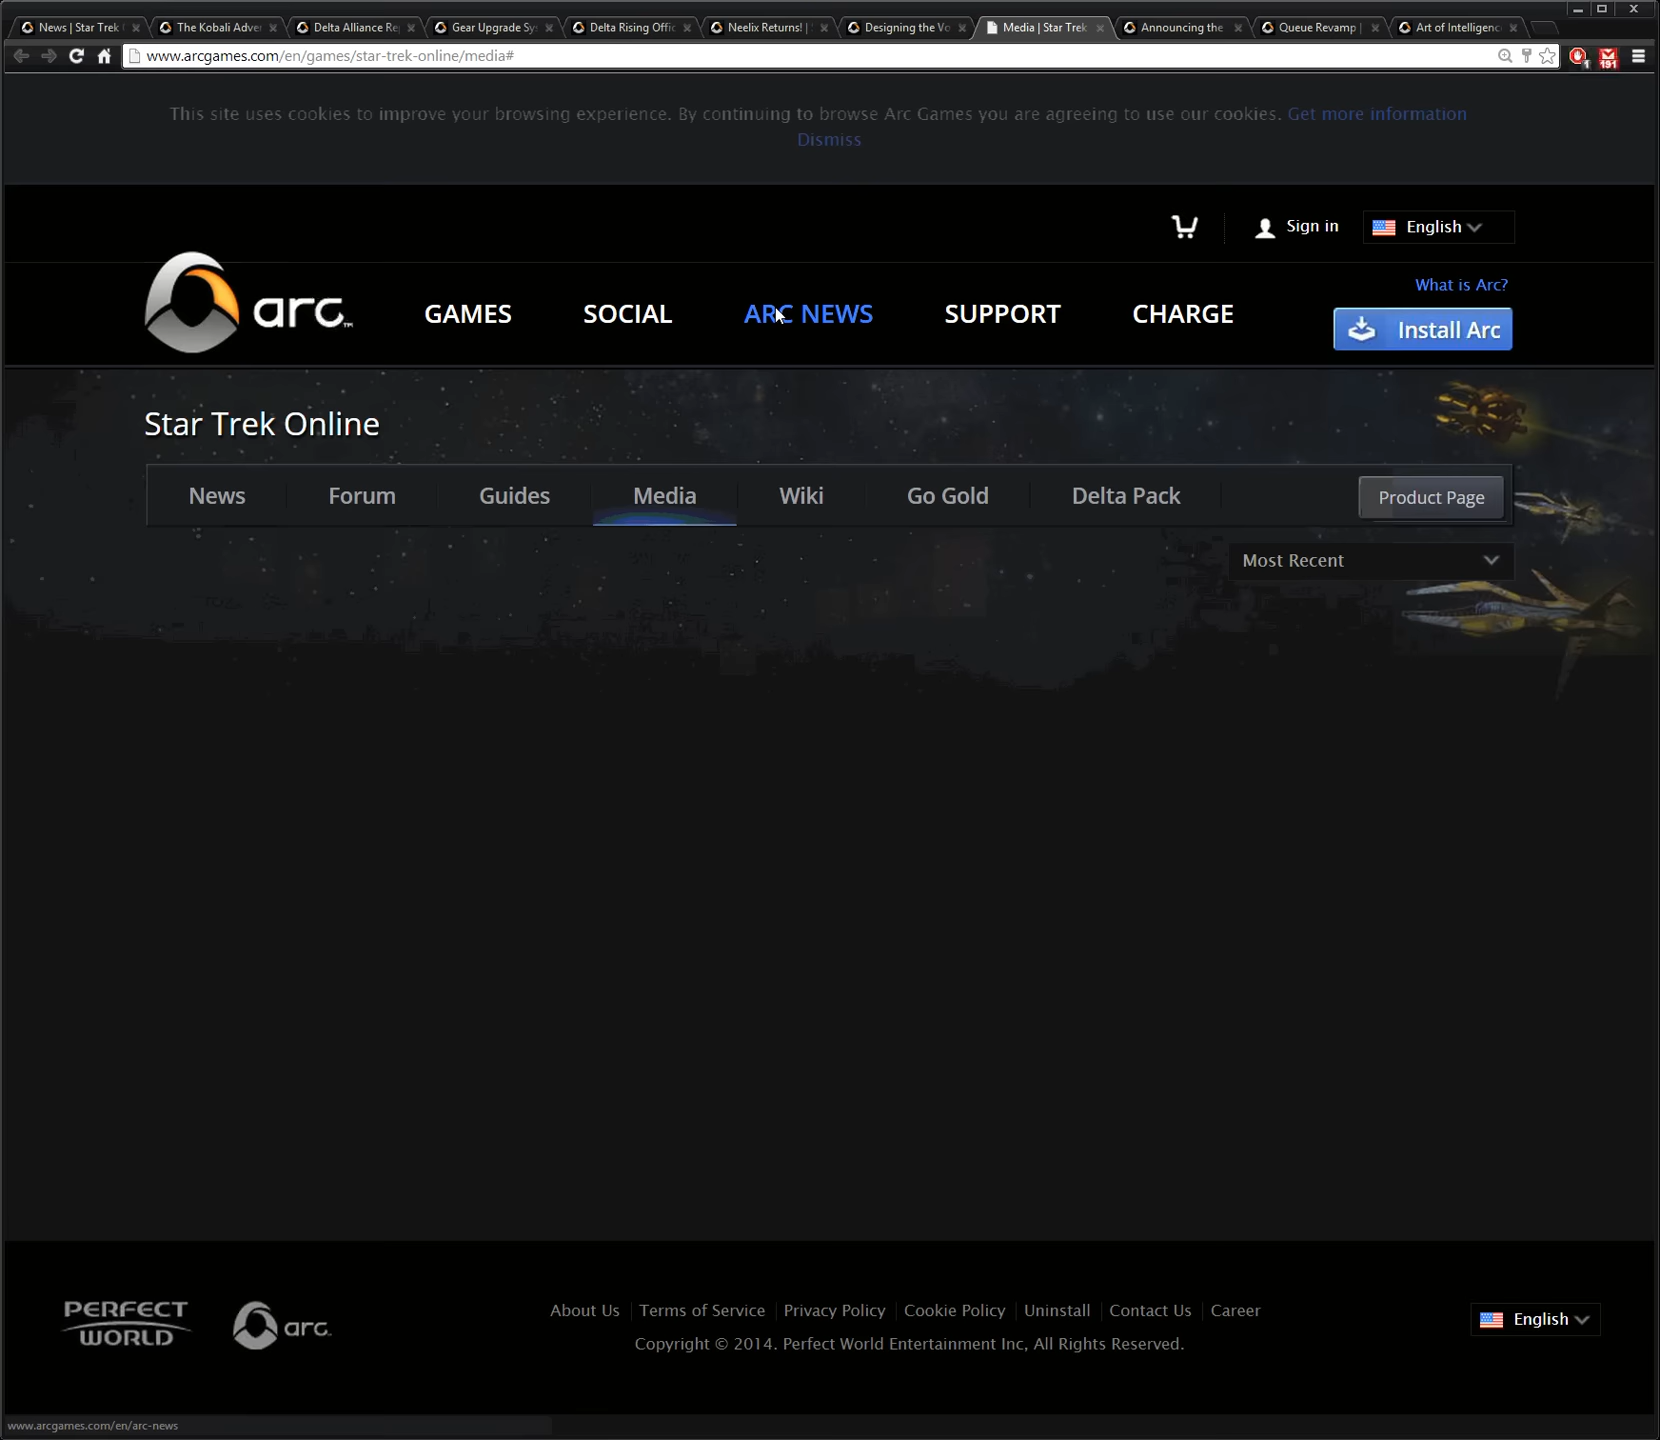 News | Star Trek
The Kobali Adve
Delta Alliance Re
Gear Upgrade Sy
Delta Rising Offic
Neelix Returns! |
Designing the Vo
Media | Star Trek
Announcing the
Queue Revamp |
Art of Intelligenc
www.arcgames.com/en/games/star-trek-online/media#
1
191
This site uses cookies to improve your browsing experience. By continuing to browse Arc Games you are agreeing to use our cookies. Get more information
Dismiss
Sign in
English
arc™
GAMES
SOCIAL
ARC NEWS
SUPPORT
CHARGE
What is Arc?
Install Arc
Star Trek Online
News
Forum
Guides
Media
Wiki
Go Gold
Delta Pack
Product Page
Most Recent
PERFECT
WORLD
arc.
About Us
Terms of Service
Privacy Policy
Cookie Policy
Uninstall
Contact Us
Career
Copyright © 2014. Perfect World Entertainment Inc, All Rights Reserved.
English
www.arcgames.com/en/arc-news